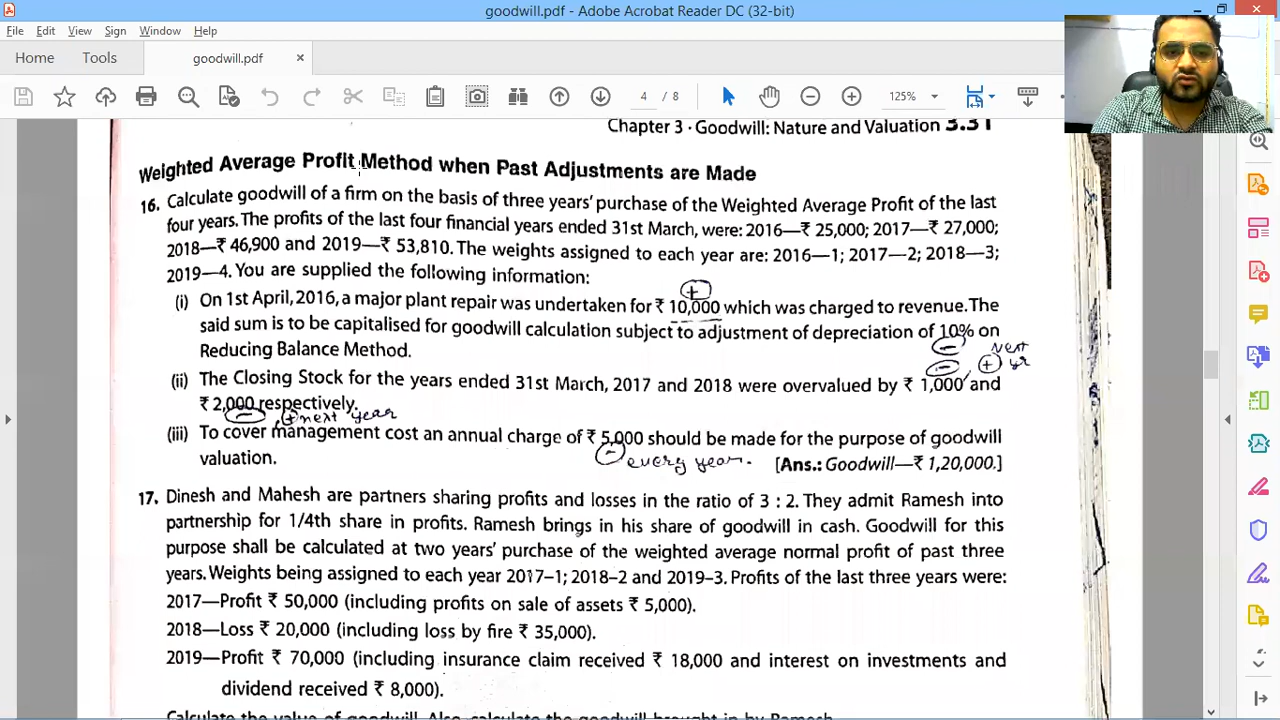 goodwill.pdf - Adobe Acrobat Reader DC (32-bit)
File Edit View Sign Window Help
Home Tools goodwill.pdf ×
4 / 8 125%
Chapter 3 · Goodwill: Nature and Valuation 3.31
Weighted Average Profit Method when Past Adjustments are Made
16. Calculate goodwill of a firm on the basis of three years' purchase of the Weighted Average Profit of the last
four years. The profits of the last four financial years ended 31st March, were: 2016—₹ 25,000; 2017—₹ 27,000;
2018—₹ 46,900 and 2019—₹ 53,810. The weights assigned to each year are: 2016—1; 2017—2; 2018—3;
2019—4. You are supplied the following information:
+
(i) On 1st April, 2016, a major plant repair was undertaken for ₹ 10,000 which was charged to revenue. The
said sum is to be capitalised for goodwill calculation subject to adjustment of depreciation of 10% on
Reducing Balance Method.
− next
− + yr
(ii) The Closing Stock for the years ended 31st March, 2017 and 2018 were overvalued by ₹ 1,000 and
₹ 2,000 respectively.
− + next year
(iii) To cover management cost an annual charge of ₹ 5,000 should be made for the purpose of goodwill
valuation. [Ans.: Goodwill—₹ 1,20,000.]
− every year.
17. Dinesh and Mahesh are partners sharing profits and losses in the ratio of 3 : 2. They admit Ramesh into
partnership for 1/4th share in profits. Ramesh brings in his share of goodwill in cash. Goodwill for this
purpose shall be calculated at two years' purchase of the weighted average normal profit of past three
years. Weights being assigned to each year 2017–1; 2018–2 and 2019–3. Profits of the last three years were:
2017—Profit ₹ 50,000 (including profits on sale of assets ₹ 5,000).
2018—Loss ₹ 20,000 (including loss by fire ₹ 35,000).
2019—Profit ₹ 70,000 (including insurance claim received ₹ 18,000 and interest on investments and
dividend received ₹ 8,000).
Calculate the value of goodwill. Also calculate the goodwill brought in by Ramesh.